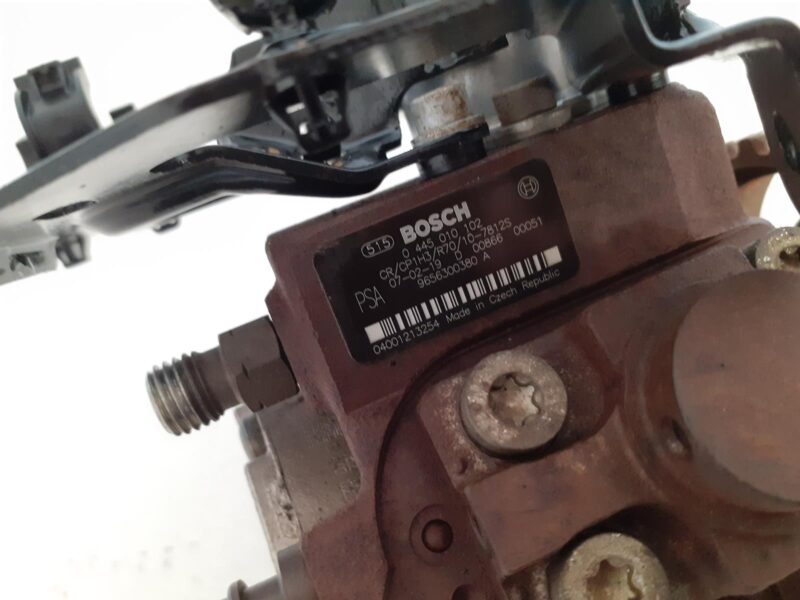 515 BOSCH
0 445 010 102
CR/CP1H3/R70/10-7812S
PSA 07-02-19 0 00866 00051
9656300380 A
04001213254 Made in Czech Republic